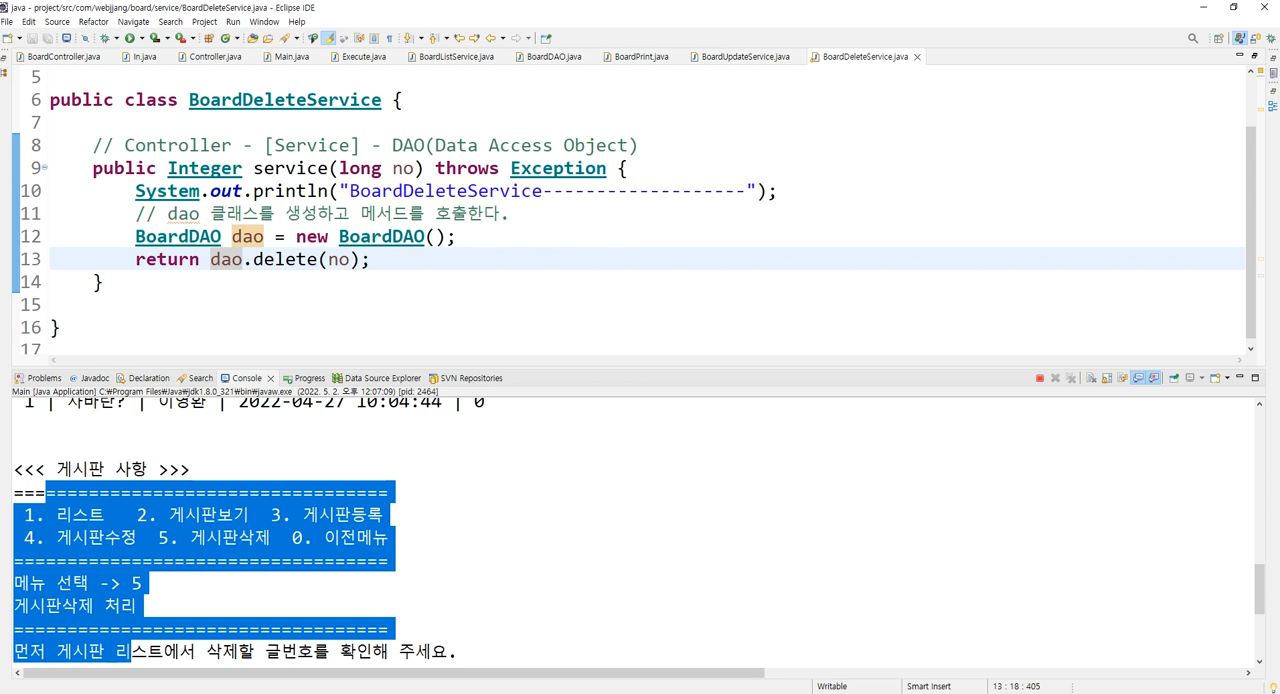 java - project/src/com/webjjang/board/service/BoardDeleteService.java - Eclipse IDE
File Edit Source Refactor Navigate Search Project Run Window Help
BoardController.java In.java Controller.java Main.java Execute.java BoardListService.java BoardDAO.java BoardPrint.java BoardUpdateService.java BoardDeleteService.java
5
6 public class BoardDeleteService {
7
8 // Controller - [Service] - DAO(Data Access Object)
9 public Integer service(long no) throws Exception {
10 System.out.println("BoardDeleteService-------------------");
11 // dao 클래스를 생성하고 메서드를 호출한다.
12 BoardDAO dao = new BoardDAO();
13 return dao.delete(no);
14 }
15
16 }
17
Problems Javadoc Declaration Search Console Progress Data Source Explorer SVN Repositories
Main [Java Application] C:￦Program Files￦Java￦jdk1.8.0_321￦bin￦javaw.exe (2022. 5. 2. 오후 12:07:09) [pid: 2464]
1 | 자바란? | 이영환 | 2022-04-27 10:04:44 | 0
<<< 게시판 사항 >>>
===================================
1. 리스트 2. 게시판보기 3. 게시판등록
4. 게시판수정 5. 게시판삭제 0. 이전메뉴
===================================
메뉴 선택 -> 5
게시판삭제 처리
===================================
먼저 게시판 리스트에서 삭제할 글번호를 확인해 주세요.
Writable Smart Insert 13 : 18 : 405